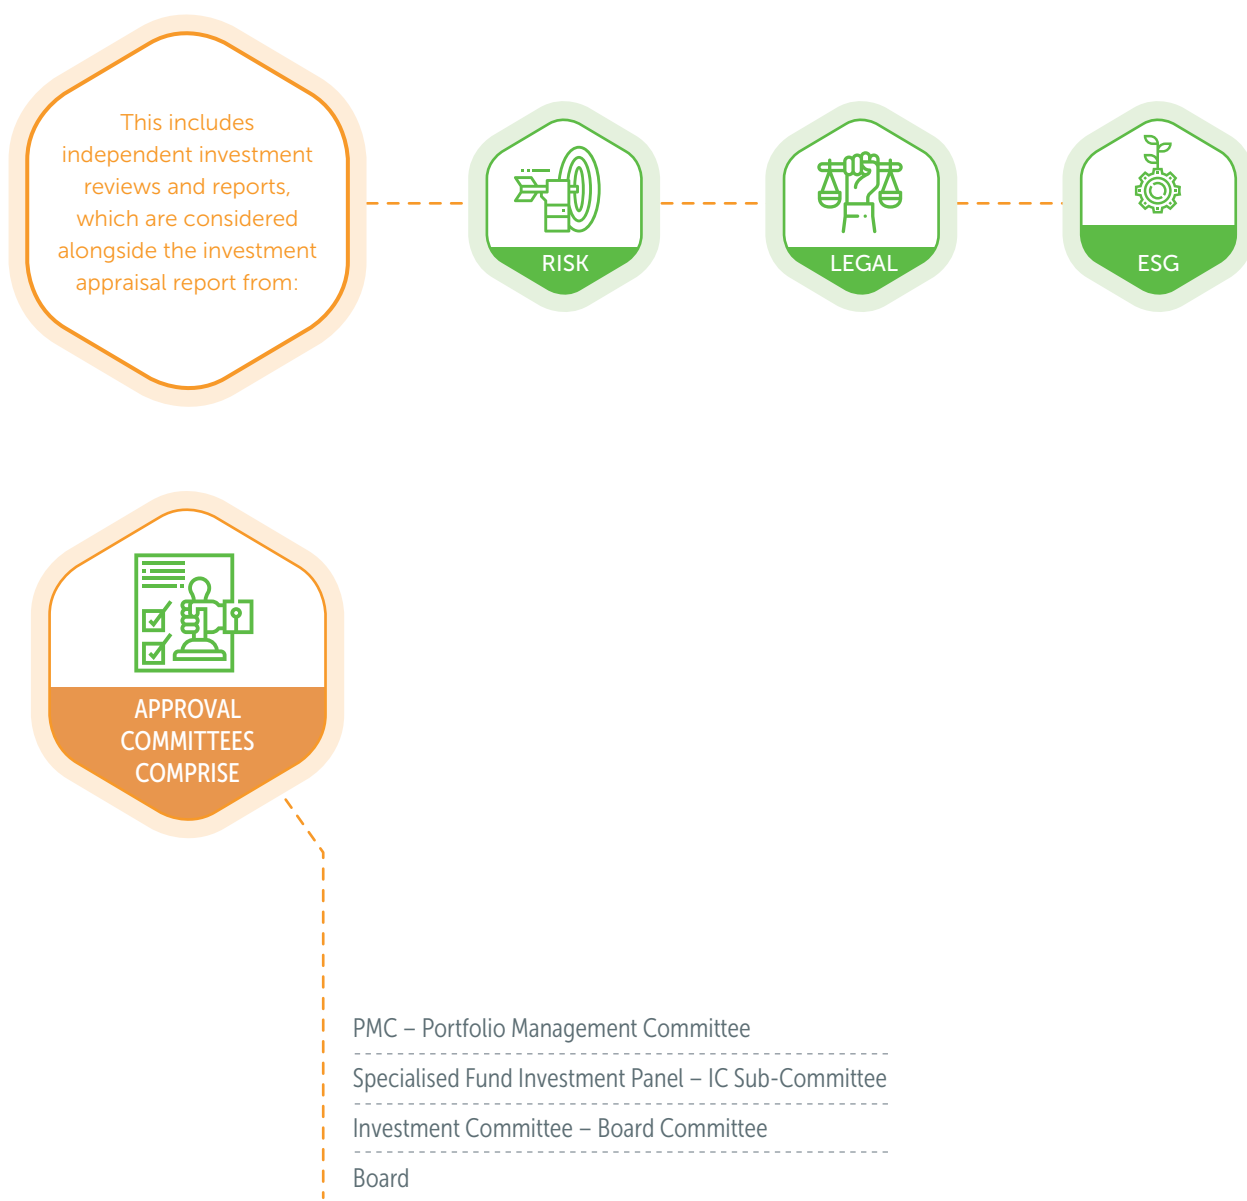 This includes
independent investment
reviews and reports,
which are considered
alongside the investment
appraisal report from:
RISK
LEGAL
ESG
APPROVAL
COMMITTEES
COMPRISE
PMC – Portfolio Management Committee
Specialised Fund Investment Panel – IC Sub-Committee
Investment Committee – Board Committee
Board